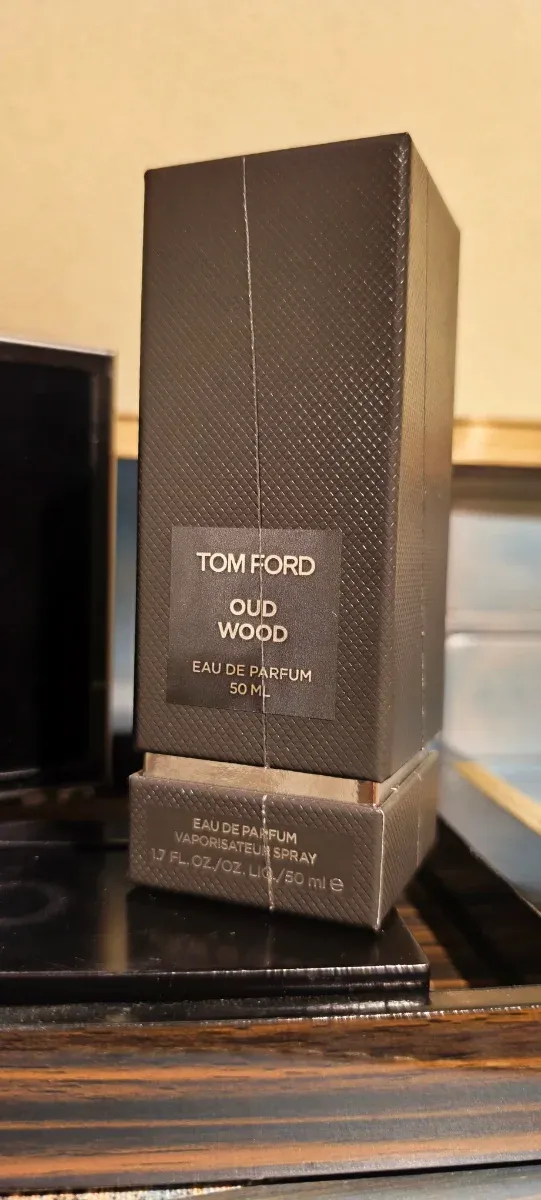 TOM FORD
OUD
WOOD
EAU DE PARFUM
50 ML
EAU DE PARFUM
VAPORISATEUR SPRAY
1.7 FL.OZ./OZ. LIQ./50 ml e